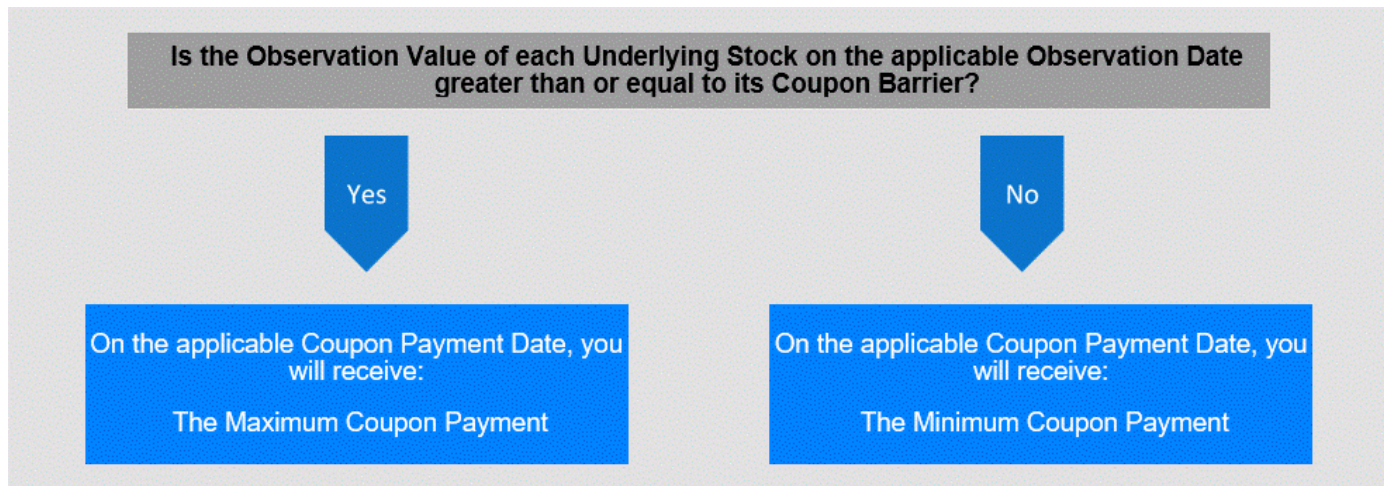 Is the Observation Value of each Underlying Stock on the applicable Observation Date
greater than or equal to its Coupon Barrier?
Yes
No
On the applicable Coupon Payment Date, you
will receive:
The Maximum Coupon Payment
On the applicable Coupon Payment Date, you
will receive:
The Minimum Coupon Payment